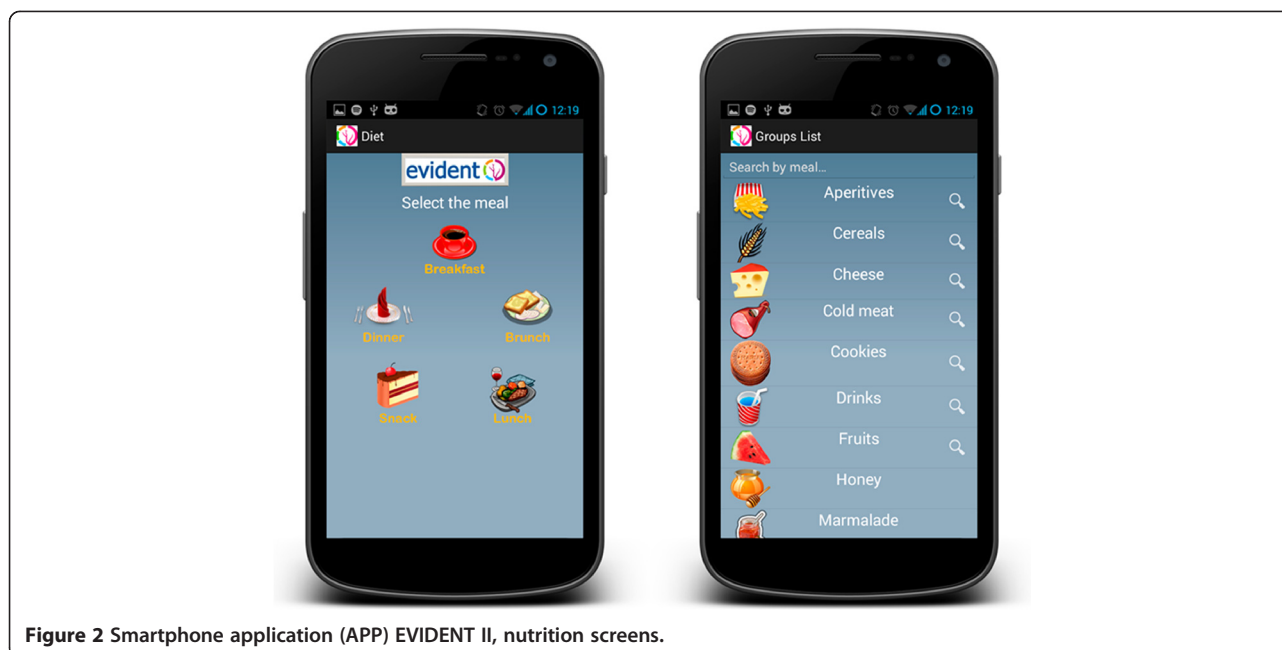 12:19
Diet
evident
Select the meal
Breakfast
Dinner
Brunch
Snack
Lunch
12:19
Groups List
Search by meal...
Aperitives
Cereals
Cheese
Cold meat
Cookies
Drinks
Fruits
Honey
Marmalade
Figure 2 Smartphone application (APP) EVIDENT II, nutrition screens.